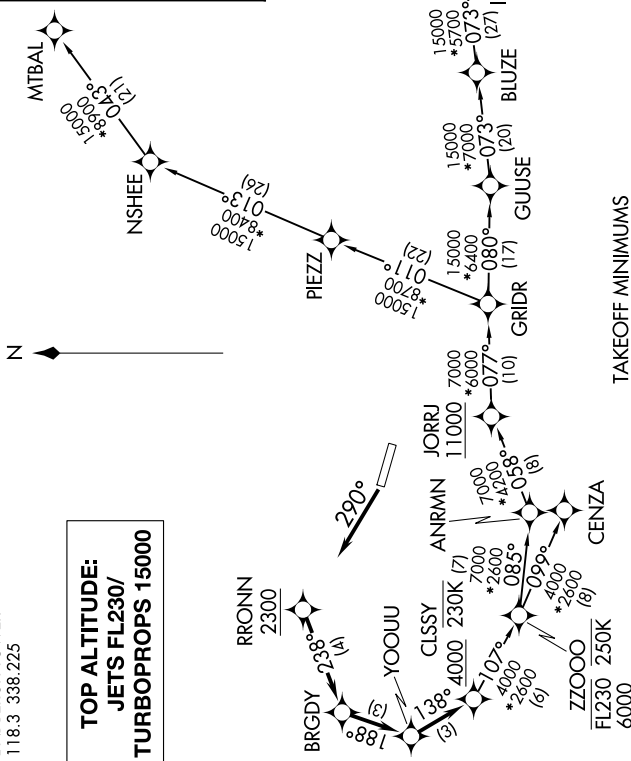 118.3 338.225
TOP ALTITUDE:
JETS FL230/
TURBOPROPS 15000
N
MTBAL
15000
*8900
043°
(21)
NSHEE
15000
*8400
013°
(26)
PIEZZ
15000
*8700
011°
(22)
15000
*5700
073°
(27)
BLUZE
15000
*7000
073°
(20)
GUUSE
15000
*6400
080°
(17)
GRIDR
7000
*6000
077°
(10)
JORRJ
11000
7000
*4200
058°
(8)
ANRMN
CENZA
290°
RRONN
2300
238°
(4)
BRGDY
188°
(3)
YOOUU
138°
(3)
CLSSY
4000 230K
107°
4000
*2600
(6)
(7)
7000
*2600
085°
099°
4000
*2600
(8)
ZZOOO
FL230 250K
6000
TAKEOFF MINIMUMS